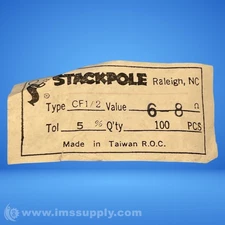 STACKPOLE Raleign, NC
Type CF1/2 Value 6-8 Ω
Tol 5 % Q'ty 100 PCS
Made in Taiwan R.O.C.
© www.imssupply.com